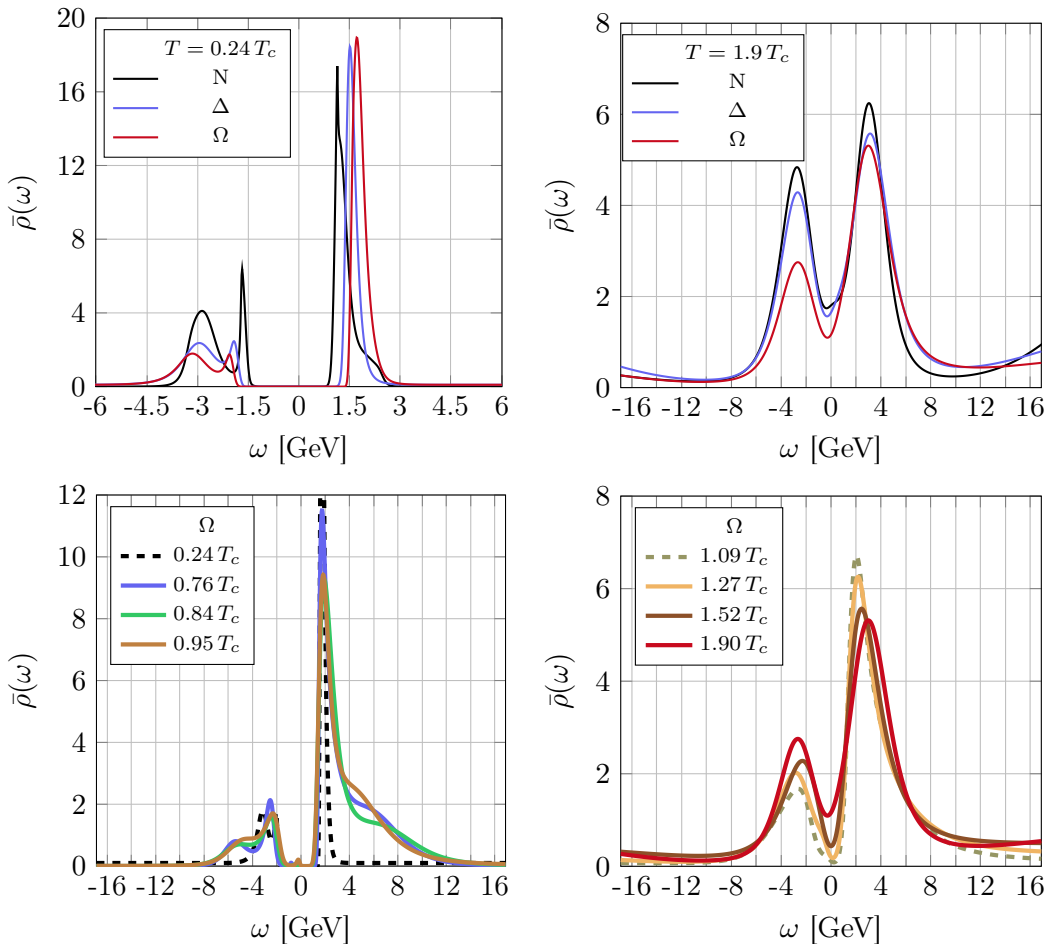 20
16
12
8
4
0
ρ̄(ω)
T = 0.24 T_c
N
Δ
Ω
-6 -4.5 -3 -1.5 0 1.5 3 4.5 6
ω [GeV]
8
6
4
2
0
ρ̄(ω)
T = 1.9 T_c
N
Δ
Ω
-16 -12 -8 -4 0 4 8 12 16
ω [GeV]
12
10
8
6
4
2
0
ρ̄(ω)
Ω
0.24 T_c
0.76 T_c
0.84 T_c
0.95 T_c
-16 -12 -8 -4 0 4 8 12 16
ω [GeV]
8
6
4
2
0
ρ̄(ω)
Ω
1.09 T_c
1.27 T_c
1.52 T_c
1.90 T_c
-16 -12 -8 -4 0 4 8 12 16
ω [GeV]